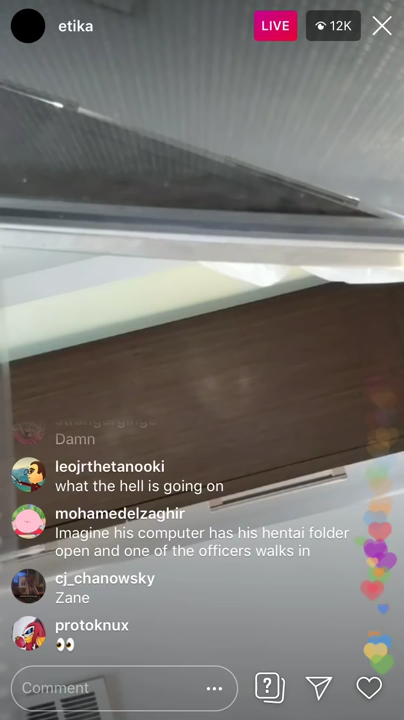 etika
LIVE
12K
Damn
leojrthetanooki
what the hell is going on
mohamedelzaghir
Imagine his computer has his hentai folder
open and one of the officers walks in
cj_chanowsky
Zane
protoknux
👀
Comment